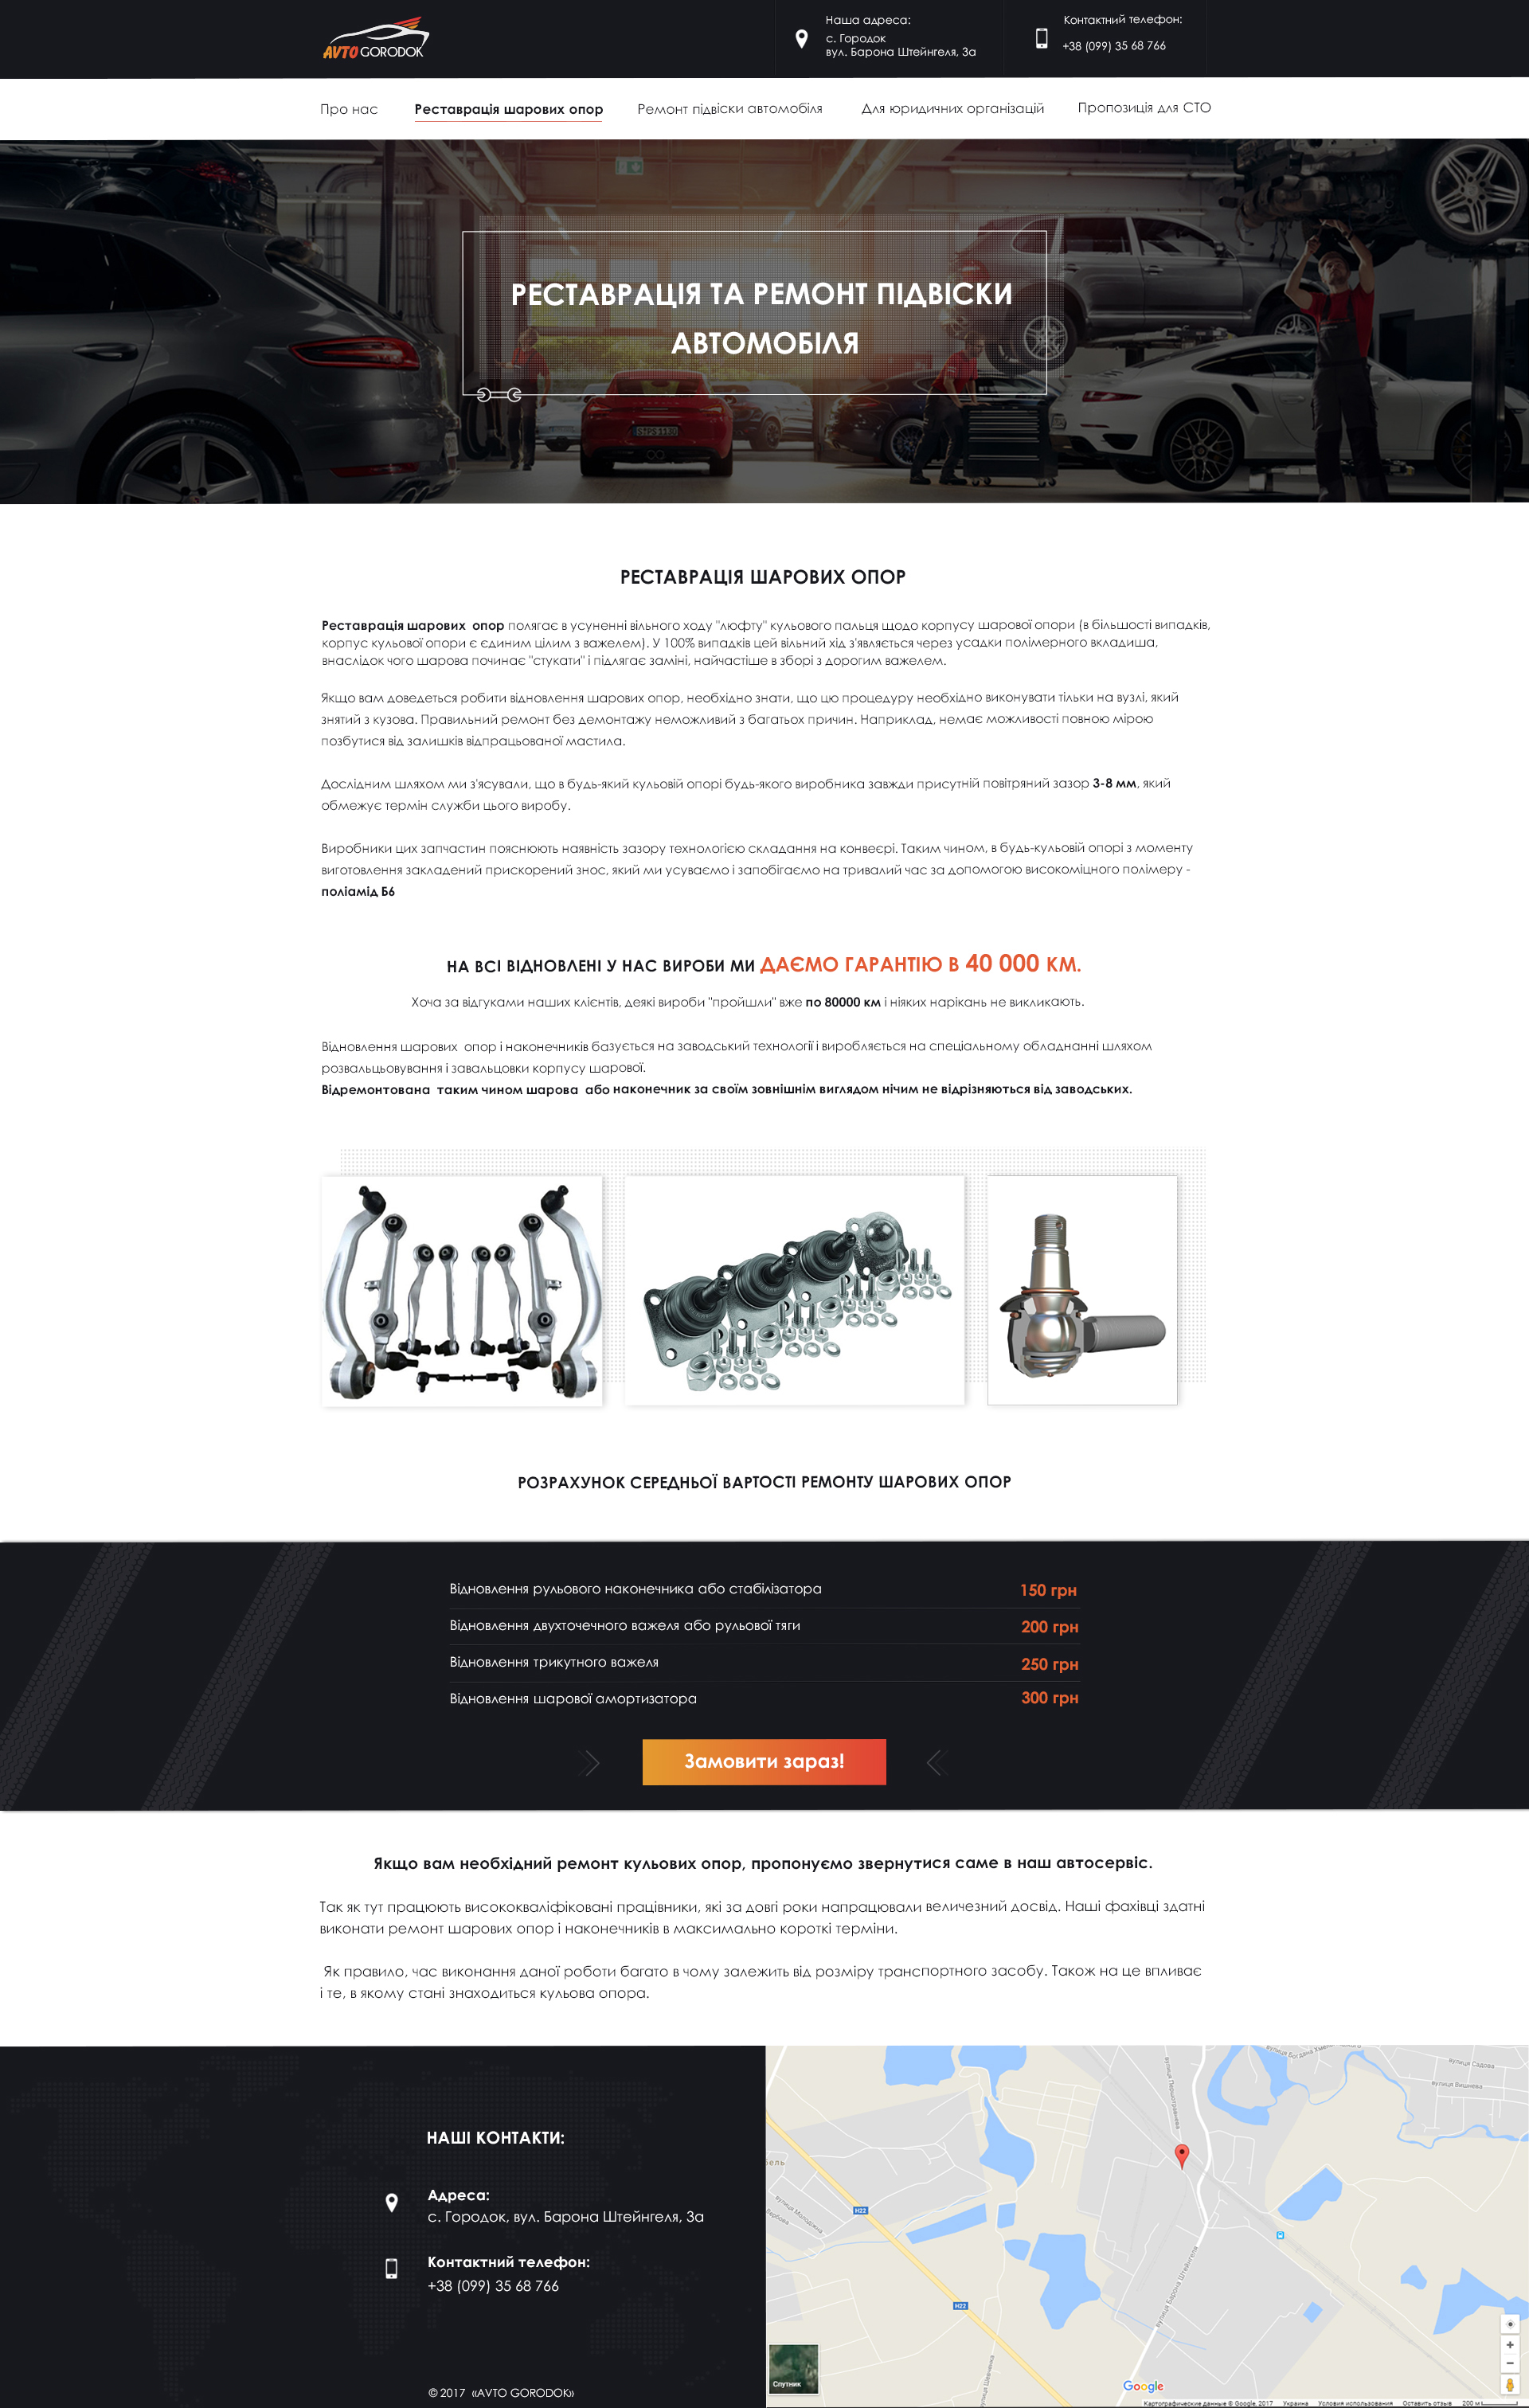 AVTO GORODOK
Наша адреса:
с. Городок
вул. Барона Штейнгеля, 3а
Контактний телефон:
+38 (099) 35 68 766
Про нас
Реставрація шарових опор
Ремонт підвіски автомобіля
Для юридичних організацій
Пропозиція для СТО
РЕСТАВРАЦІЯ ТА РЕМОНТ ПІДВІСКИ
АВТОМОБІЛЯ
РЕСТАВРАЦІЯ ШАРОВИХ ОПОР
Реставрація шарових опор полягає в усуненні вільного ходу "люфту" кульового пальця щодо корпусу шарової опори (в більшості випадків,
корпус кульової опори є єдиним цілим з важелем). У 100% випадків цей вільний хід з'являється через усадки полімерного вкладиша,
внаслідок чого шарова починає "стукати" і підлягає заміні, найчастіше в зборі з дорогим важелем.
Якщо вам доведеться робити відновлення шарових опор, необхідно знати, що цю процедуру необхідно виконувати тільки на вузлі, який
знятий з кузова. Правильний ремонт без демонтажу неможливий з багатьох причин. Наприклад, немає можливості повною мірою
позбутися від залишків відпрацьованої мастила.
Дослідним шляхом ми з'ясували, що в будь-який кульовій опорі будь-якого виробника завжди присутній повітряний зазор 3-8 мм, який
обмежує термін служби цього виробу.
Виробники цих запчастин пояснюють наявність зазору технологією складання на конвеєрі. Таким чином, в будь-кульовій опорі з моменту
виготовлення закладений прискорений знос, який ми усуваємо і запобігаємо на тривалий час за допомогою високоміцного полімеру -
поліамід Б6
НА ВСІ ВІДНОВЛЕНІ У НАС ВИРОБИ МИ ДАЄМО ГАРАНТІЮ В 40 000 КМ.
Хоча за відгуками наших клієнтів, деякі вироби "пройшли" вже по 80000 км і ніяких нарікань не викликають.
Відновлення шарових опор і наконечників базується на заводський технології і виробляється на спеціальному обладнанні шляхом
розвальцьовування і завальцовки корпусу шарової.
Відремонтована таким чином шарова або наконечник за своїм зовнішнім виглядом нічим не відрізняються від заводських.
РОЗРАХУНОК СЕРЕДНЬОЇ ВАРТОСТІ РЕМОНТУ ШАРОВИХ ОПОР
Відновлення рульового наконечника або стабілізатора 150 грн
Відновлення двухточечного важеля або рульової тяги 200 грн
Відновлення трикутного важеля 250 грн
Відновлення шарової амортизатора 300 грн
Замовити зараз!
Якщо вам необхідний ремонт кульових опор, пропонуємо звернутися саме в наш автосервіс.
Так як тут працюють висококваліфіковані працівники, які за довгі роки напрацювали величезний досвід. Наші фахівці здатні
виконати ремонт шарових опор і наконечників в максимально короткі терміни.
Як правило, час виконання даної роботи багато в чому залежить від розміру транспортного засобу. Також на це впливає
і те, в якому стані знаходиться кульова опора.
НАШІ КОНТАКТИ:
Адреса:
с. Городок, вул. Барона Штейнгеля, 3а
Контактний телефон:
+38 (099) 35 68 766
© 2017 «AVTO GORODOK»
вулиця Садова
вулиця Вишнева
вулиця Першотравнева
вулиця Молодіжна
H22
H22
вулиця Барона Штейнгеля
вулиця Шевченка
Спутник
Google
Картографические данные © Google, 2017 Украина Условия использования Оставить отзыв 200 м